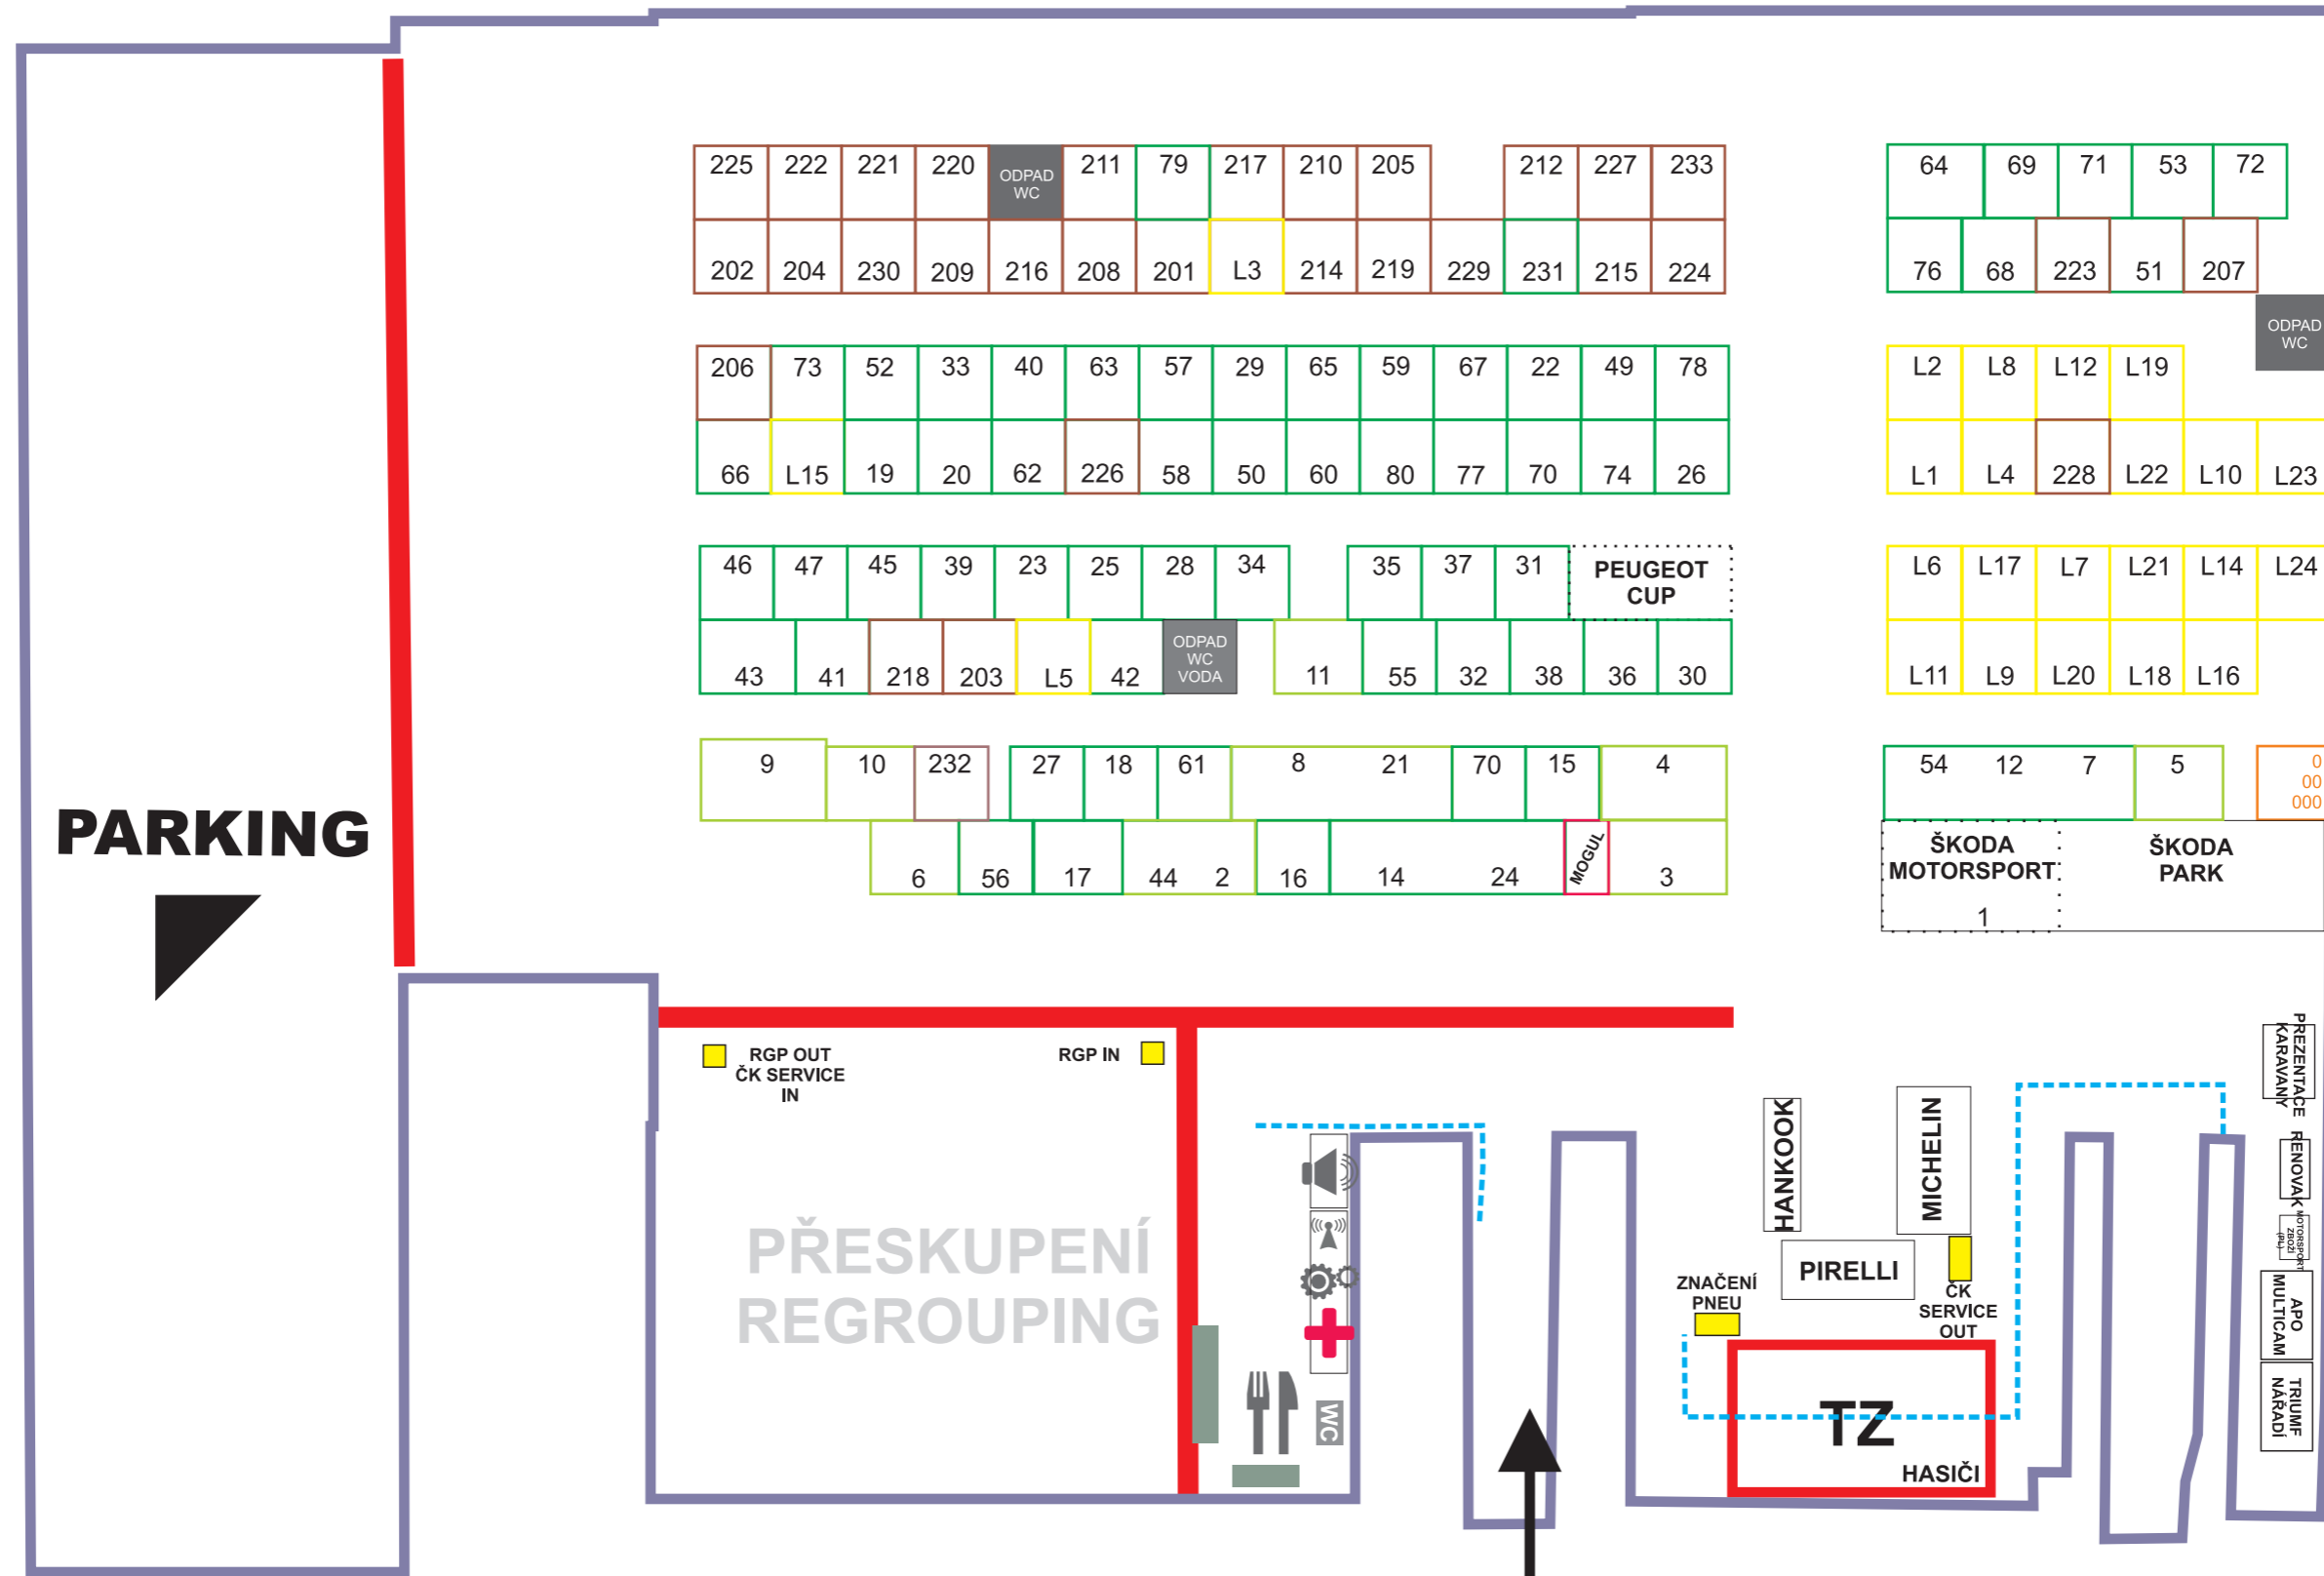 225 222 221 220 ODPAD WC 211 79 217 210 205 212 227 233 64 69 71 53 72
202 204 230 209 216 208 201 L3 214 219 229 231 215 224 76 68 223 51 207
ODPAD
WC
206 73 52 33 40 63 57 29 65 59 67 22 49 78 L2 L8 L12 L19
66 L15 19 20 62 226 58 50 60 80 77 70 74 26 L1 L4 228 L22 L10 L23
46 47 45 39 23 25 28 34 35 37 31 PEUGEOT CUP L6 L17 L7 L21 L14 L24
43 41 218 203 L5 42 ODPAD WC VODA 11 55 32 38 36 30 L11 L9 L20 L18 L16
9 10 232 27 18 61 8 21 70 15 4 54 12 7 5 0
00
000
6 56 17 44 2 16 14 24 MOGUL 3
ŠKODA
MOTORSPORT
1
ŠKODA
PARK
PARKING
RGP OUT
ČK SERVICE
IN
RGP IN
PŘESKUPENÍ
REGROUPING
WC
HANKOOK
MICHELIN
PIRELLI
ZNAČENÍ
PNEU
ČK
SERVICE
OUT
TZ
HASIČI
PREZENTACE
KARAVANY
RENOVAK
MOTORSPORT
ZBOŽÍ
(PL)
APO
MULTICAM
TRIUMF
NÁŘADÍ